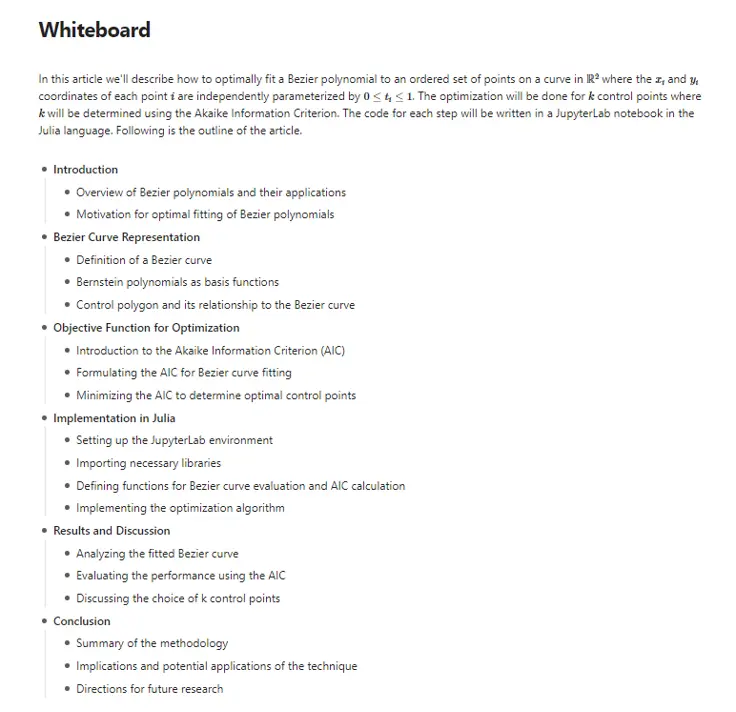 Whiteboard
In this article we'll describe how to optimally fit a Bezier polynomial to an ordered set of points on a curve in ℝ² where the xᵢ and yᵢ
coordinates of each point i are independently parameterized by 0 ≤ tᵢ ≤ 1. The optimization will be done for k control points where
k will be determined using the Akaike Information Criterion. The code for each step will be written in a JupyterLab notebook in the
Julia language. Following is the outline of the article.
• Introduction
• Overview of Bezier polynomials and their applications
• Motivation for optimal fitting of Bezier polynomials
• Bezier Curve Representation
• Definition of a Bezier curve
• Bernstein polynomials as basis functions
• Control polygon and its relationship to the Bezier curve
• Objective Function for Optimization
• Introduction to the Akaike Information Criterion (AIC)
• Formulating the AIC for Bezier curve fitting
• Minimizing the AIC to determine optimal control points
• Implementation in Julia
• Setting up the JupyterLab environment
• Importing necessary libraries
• Defining functions for Bezier curve evaluation and AIC calculation
• Implementing the optimization algorithm
• Results and Discussion
• Analyzing the fitted Bezier curve
• Evaluating the performance using the AIC
• Discussing the choice of k control points
• Conclusion
• Summary of the methodology
• Implications and potential applications of the technique
• Directions for future research